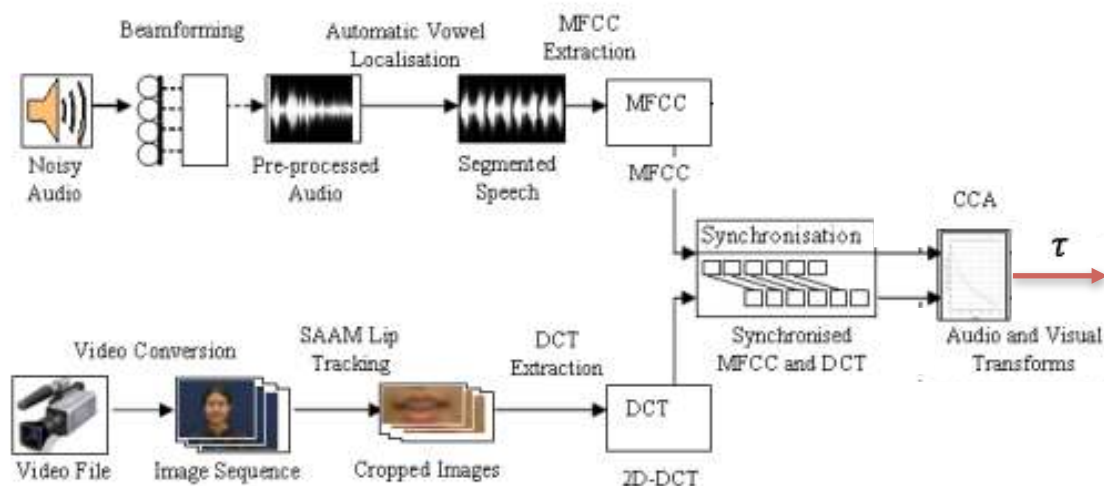 Beamforming
Automatic Vowel
Localisation
MFCC
Extraction
MFCC
Noisy
Audio
Pre-processed
Audio
Segmented
Speech
MFCC
CCA
Synchronisation
τ
Synchronised
MFCC and DCT
Audio and Visual
Transforms
Video Conversion
SAAM Lip
Tracking
DCT
Extraction
DCT
Video File
Image Sequence
Cropped Images
2D-DCT